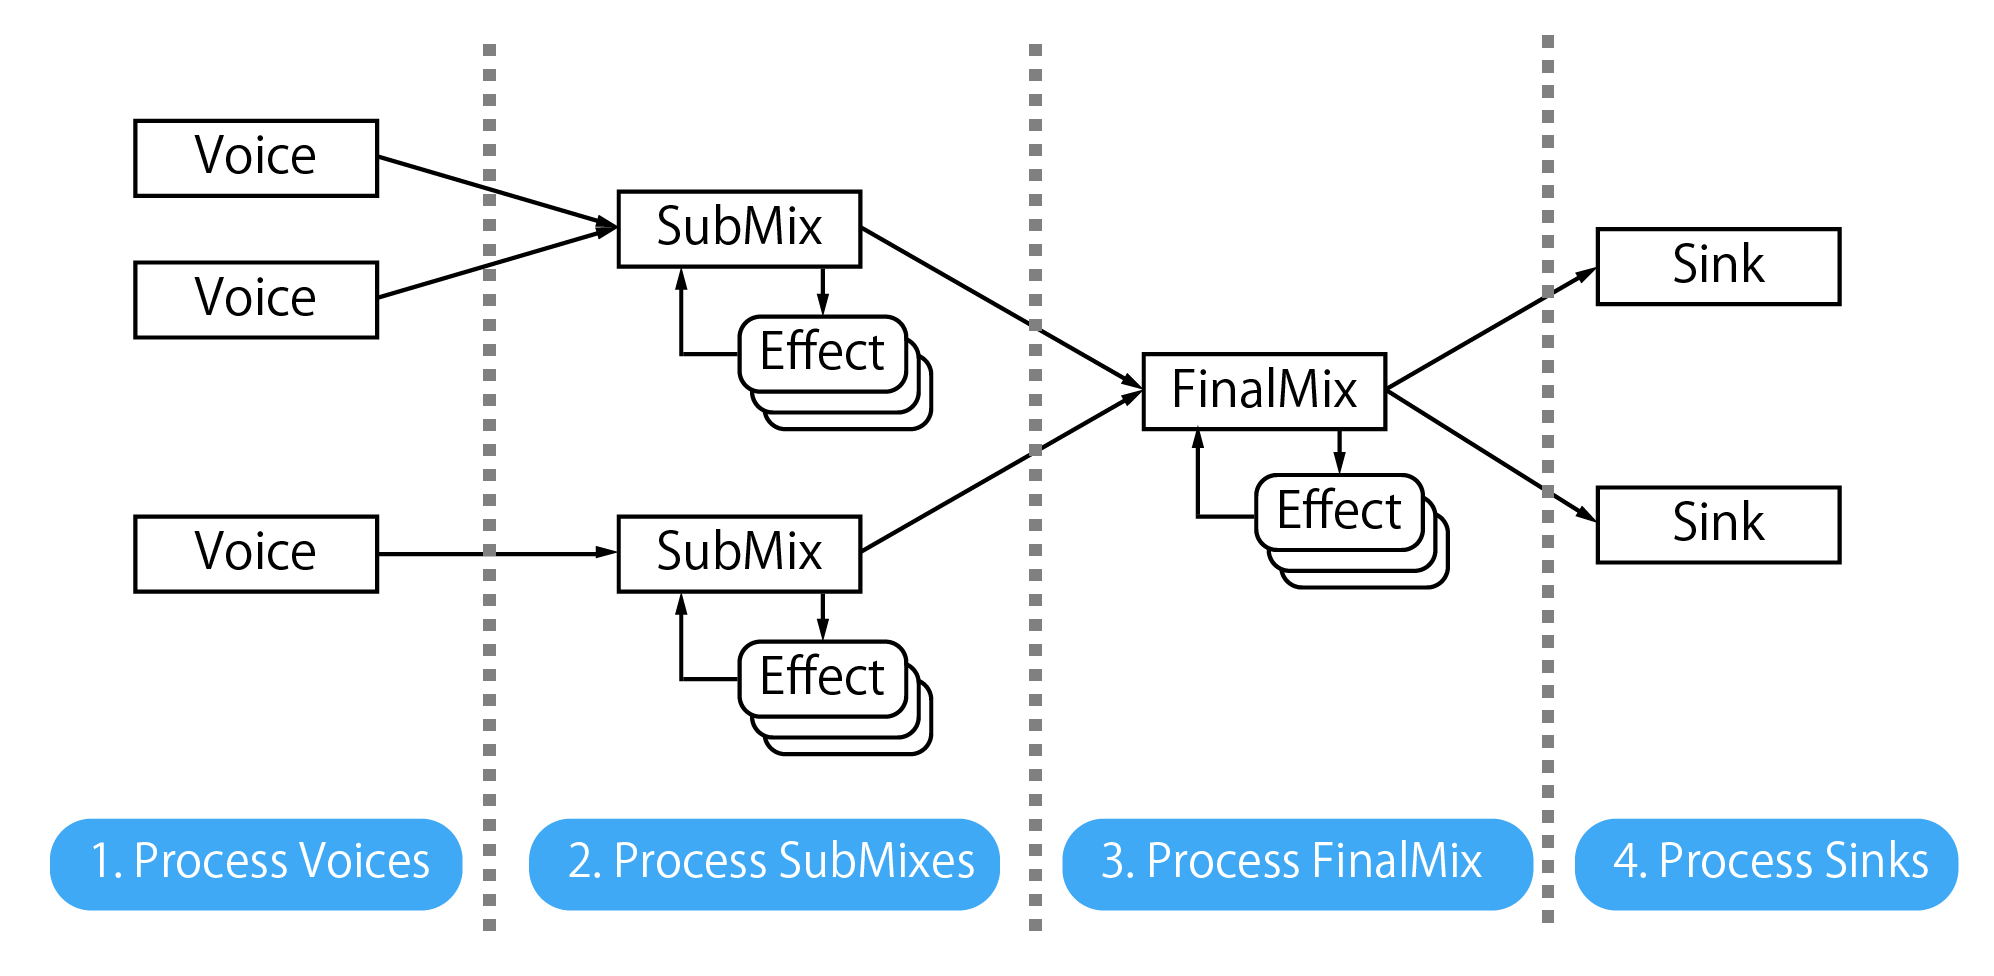 Voice
Voice
Voice
SubMix
Effect
SubMix
Effect
FinalMix
Effect
Sink
Sink
1. Process Voices
2. Process SubMixes
3. Process FinalMix
4. Process Sinks